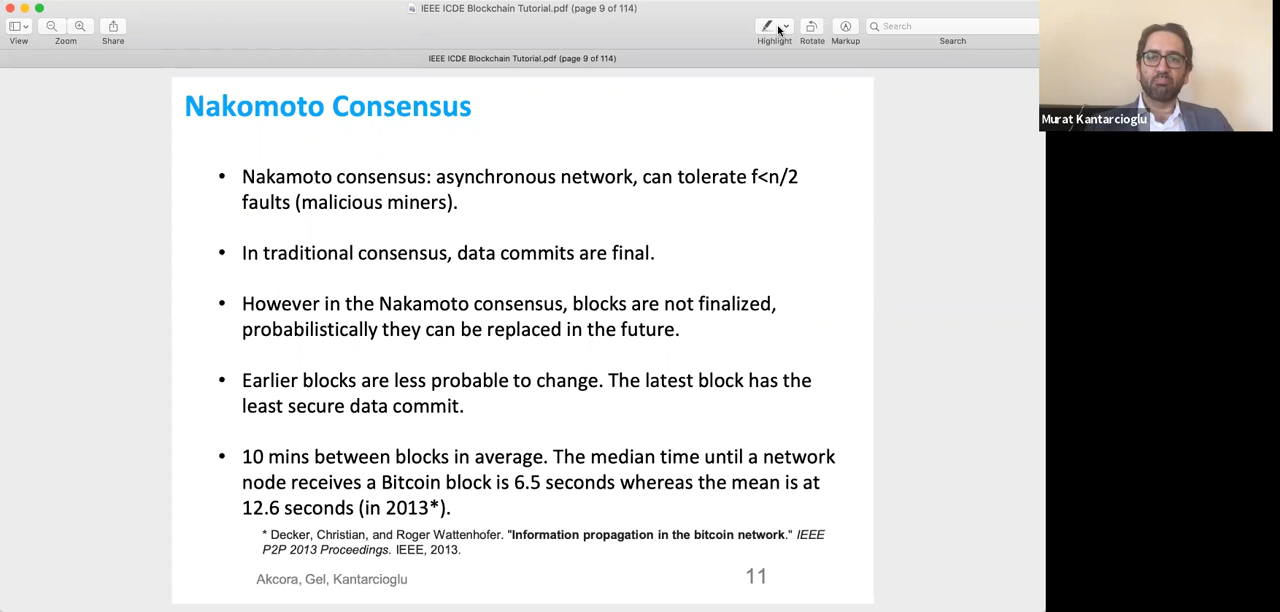 IEEE ICDE Blockchain Tutorial.pdf (page 9 of 114)
View
Zoom
Share
Highlight
Rotate
Markup
Search
Search
IEEE ICDE Blockchain Tutorial.pdf (page 9 of 114)
Murat Kantarcioglu
Nakomoto Consensus
• Nakamoto consensus: asynchronous network, can tolerate f<n/2
faults (malicious miners).
• In traditional consensus, data commits are final.
• However in the Nakamoto consensus, blocks are not finalized,
probabilistically they can be replaced in the future.
• Earlier blocks are less probable to change. The latest block has the
least secure data commit.
• 10 mins between blocks in average. The median time until a network
node receives a Bitcoin block is 6.5 seconds whereas the mean is at
12.6 seconds (in 2013*).
* Decker, Christian, and Roger Wattenhofer. "Information propagation in the bitcoin network." IEEE
P2P 2013 Proceedings. IEEE, 2013.
Akcora, Gel, Kantarcioglu
11